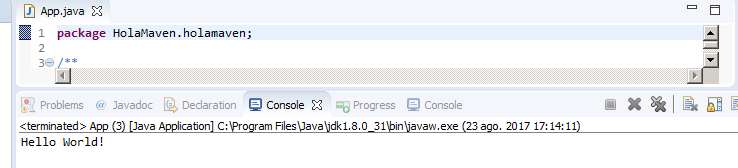 App.java
1 package HolaMaven.holamaven;
2
3 /**
Problems @ Javadoc Declaration Console Progress Console
<terminated> App (3) [Java Application] C:\Program Files\Java\jdk1.8.0_31\bin\javaw.exe (23 ago. 2017 17:14:11)
Hello World!